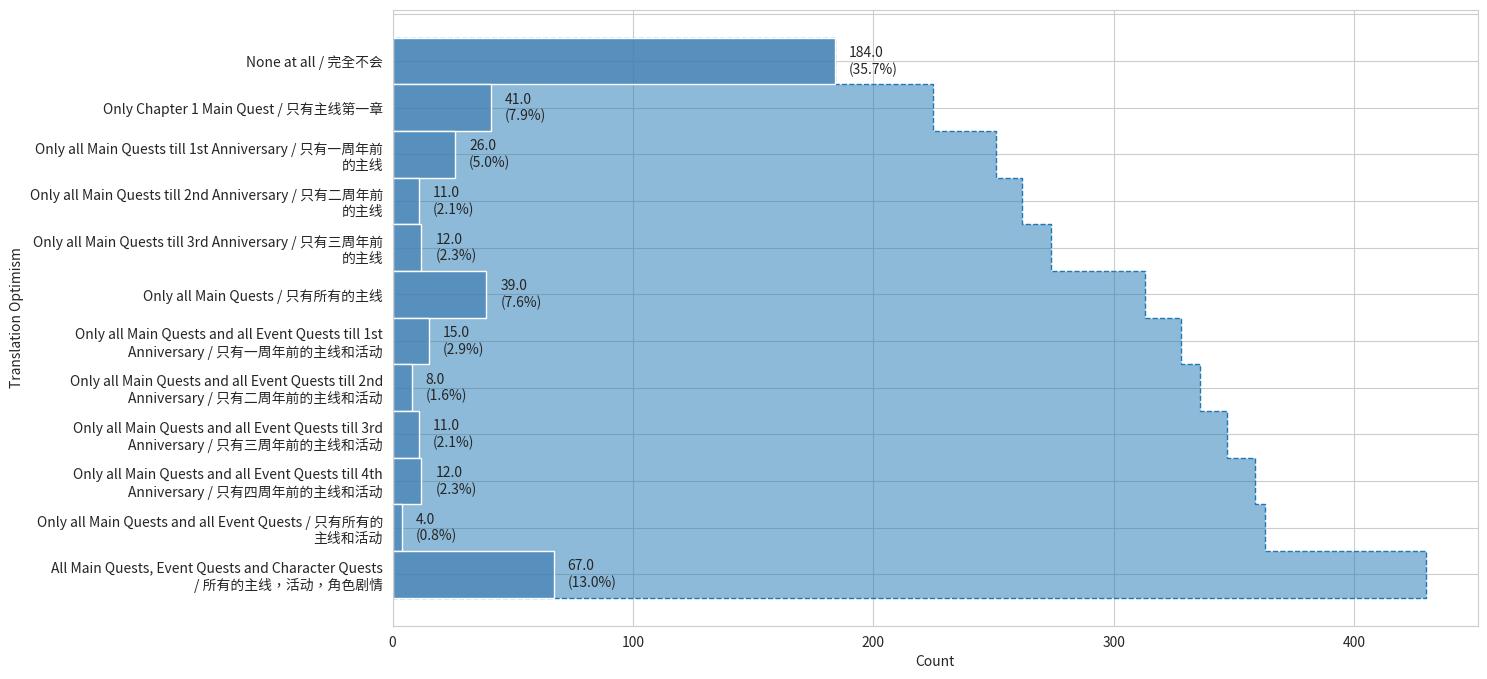 None at all / 完全不会
184.0
(35.7%)
Only Chapter 1 Main Quest / 只有主线第一章
41.0
(7.9%)
Only all Main Quests till 1st Anniversary / 只有一周年前
的主线
26.0
(5.0%)
Only all Main Quests till 2nd Anniversary / 只有二周年前
的主线
11.0
(2.1%)
Only all Main Quests till 3rd Anniversary / 只有三周年前
的主线
12.0
(2.3%)
Only all Main Quests / 只有所有的主线
39.0
(7.6%)
Only all Main Quests and all Event Quests till 1st
Anniversary / 只有一周年前的主线和活动
15.0
(2.9%)
Only all Main Quests and all Event Quests till 2nd
Anniversary / 只有二周年前的主线和活动
8.0
(1.6%)
Only all Main Quests and all Event Quests till 3rd
Anniversary / 只有三周年前的主线和活动
11.0
(2.1%)
Only all Main Quests and all Event Quests till 4th
Anniversary / 只有四周年前的主线和活动
12.0
(2.3%)
Only all Main Quests and all Event Quests / 只有所有的
主线和活动
4.0
(0.8%)
All Main Quests, Event Quests and Character Quests
/ 所有的主线，活动，角色剧情
67.0
(13.0%)
Translation Optimism
0
100
200
300
400
Count